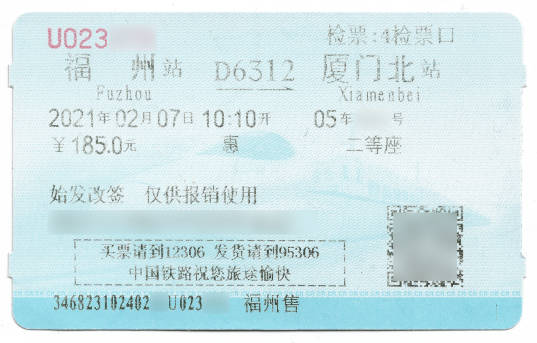 U023 检票:4检票口
福州站 D6312 厦门北站
Fuzhou Xiamenbei
2021年02月07日 10:10开 05车 号
￥185.0元 惠 二等座
始发改签 仅供报销使用
买票请到12306 发货请到95306
中国铁路祝您旅途愉快
346823102402 U023 福州售